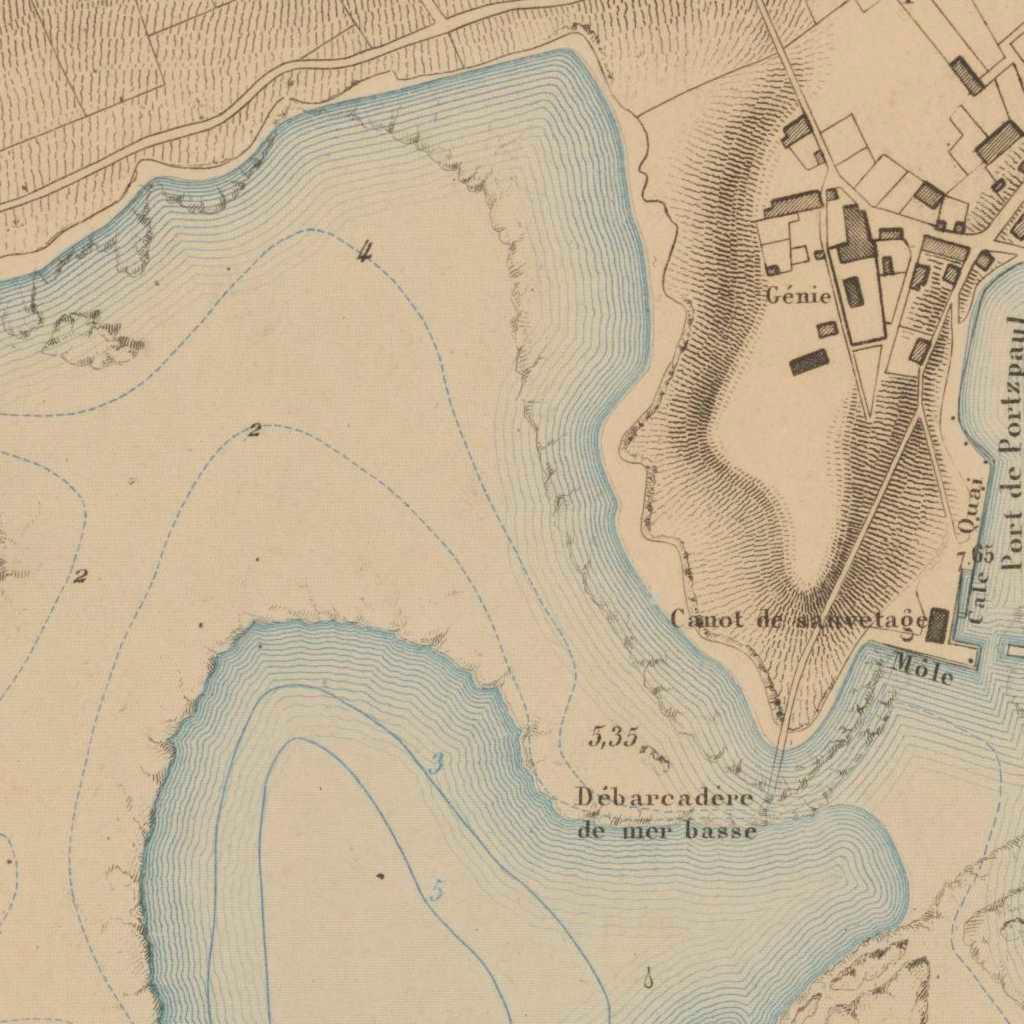 4
Génie
Port de Portzpaul
2
Quai
7,65
2
Cale
Canot de sauvetage
Môle
5,35
3
Débarcadère
de mer basse
5